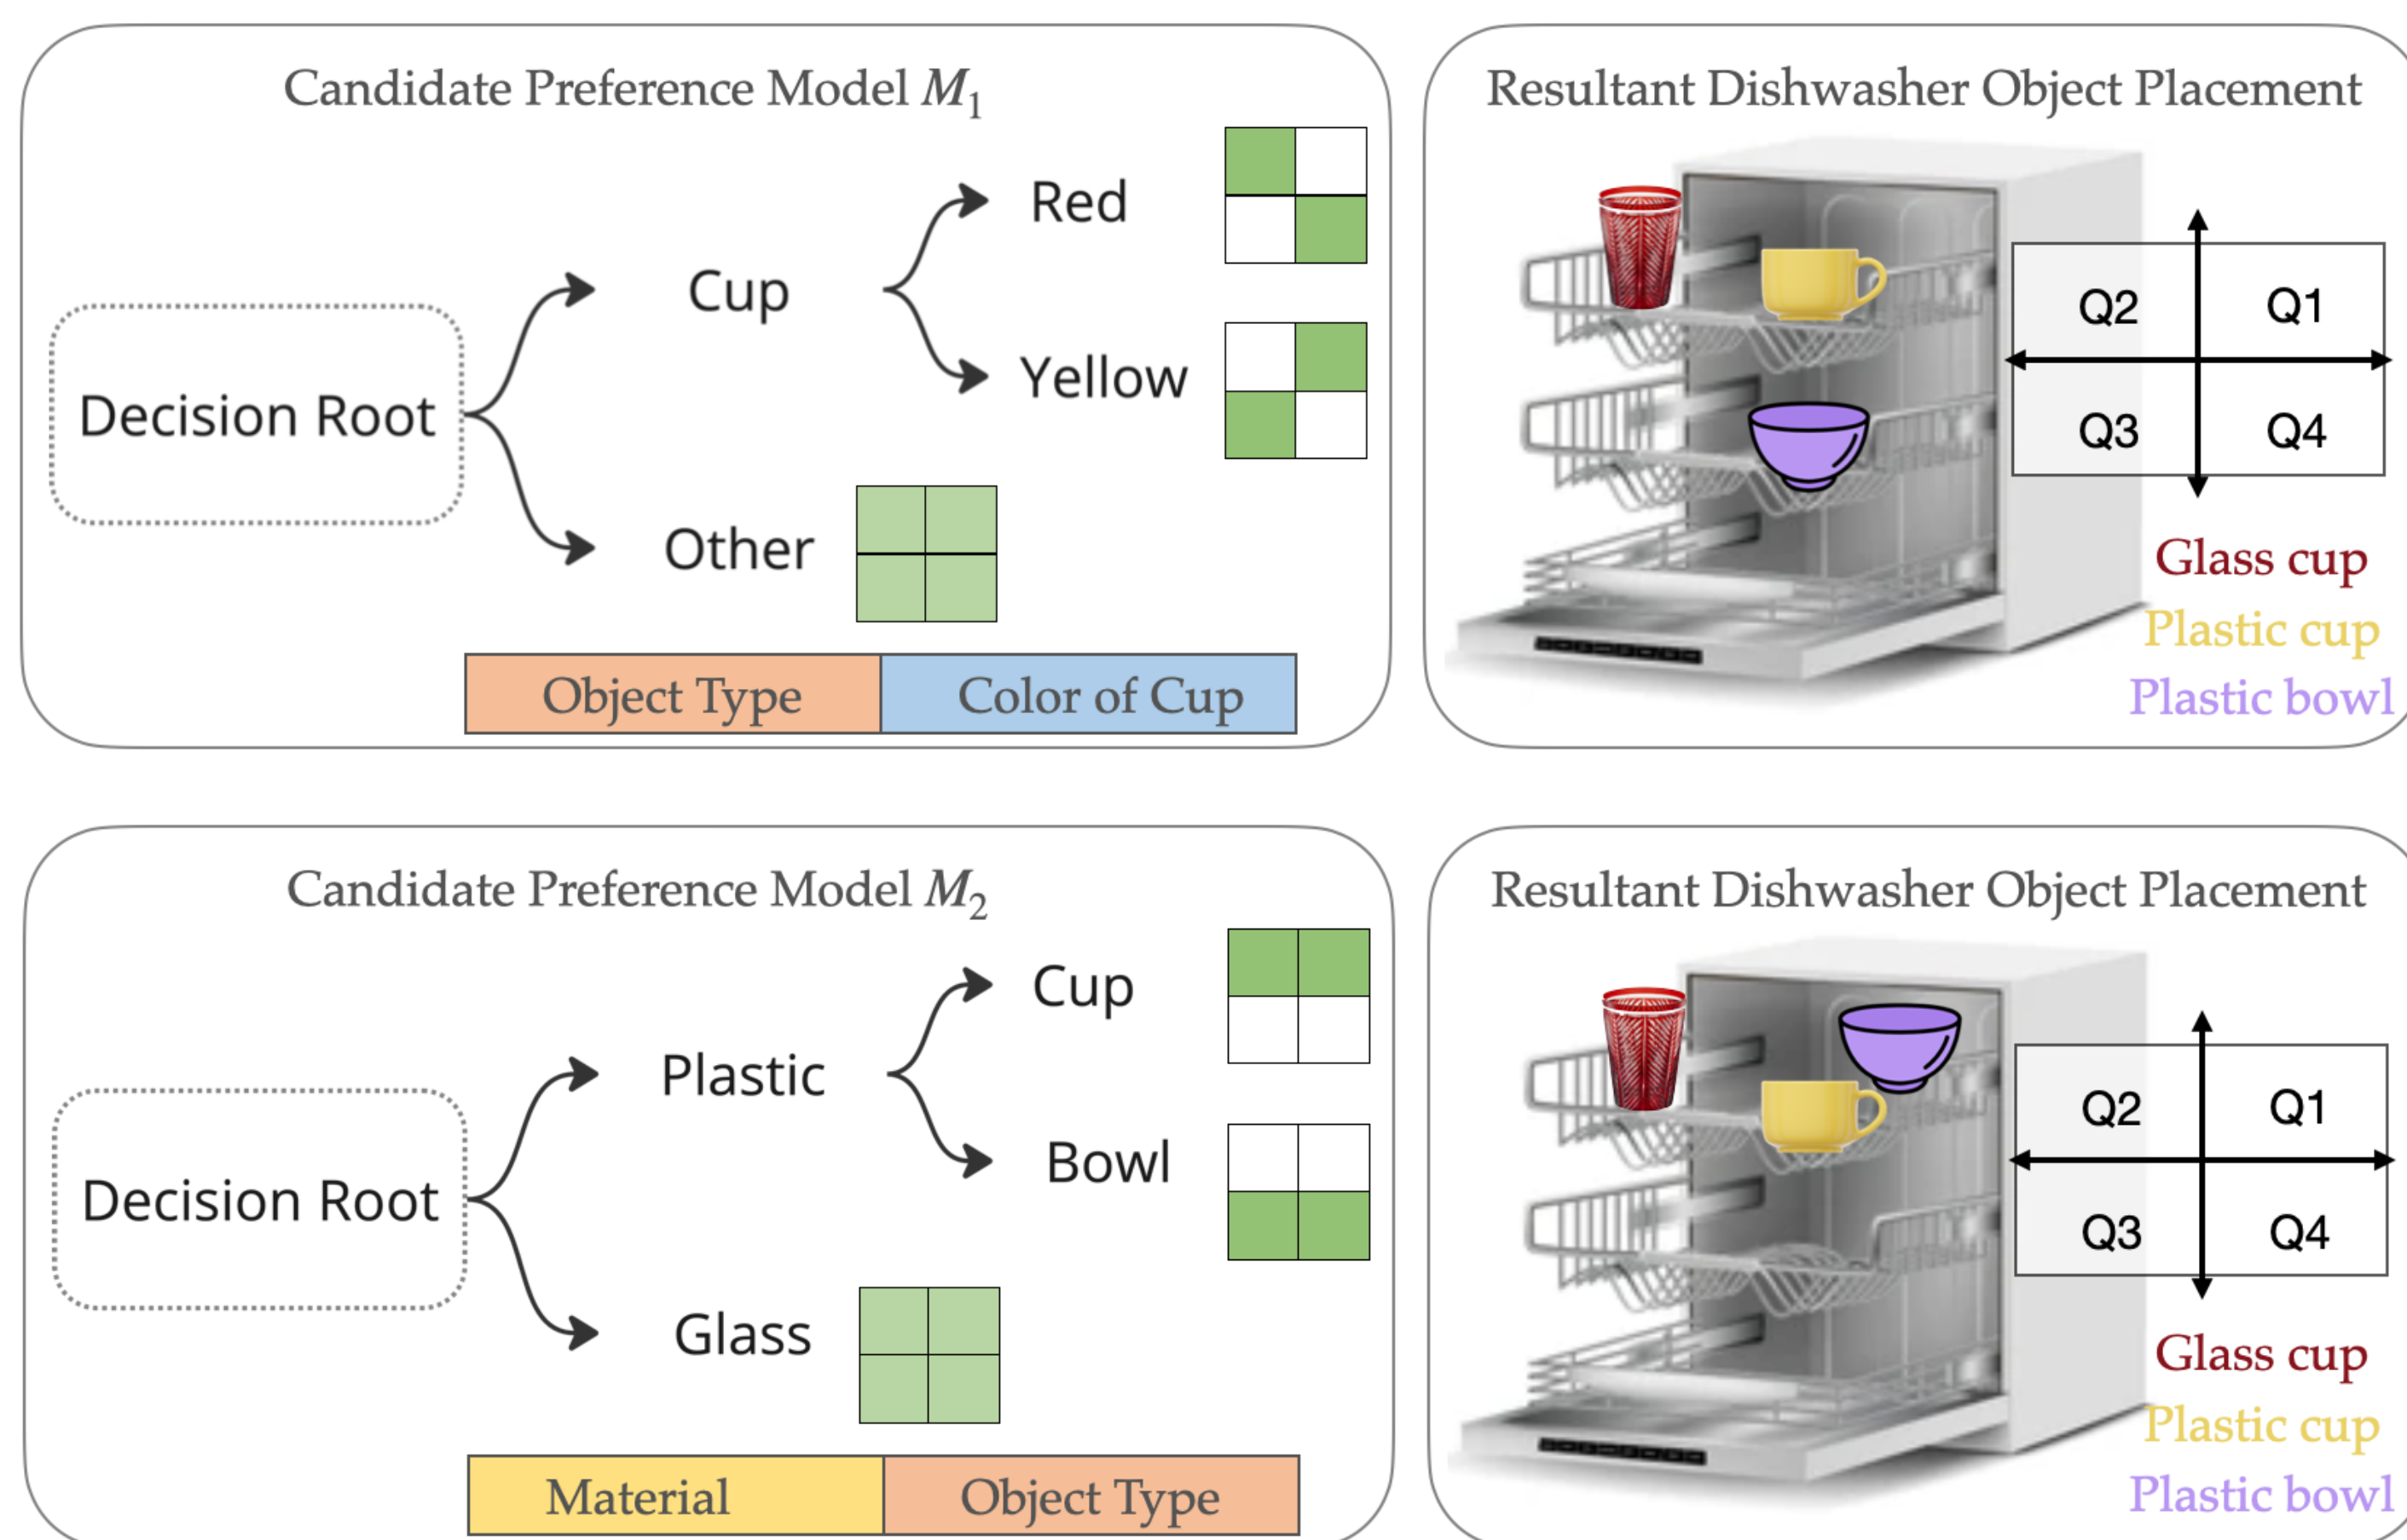 Candidate Preference Model M1
Decision Root
Cup
Red
Yellow
Other
Object Type
Color of Cup
Resultant Dishwasher Object Placement
Q2
Q1
Q3
Q4
Glass cup
Plastic cup
Plastic bowl
Candidate Preference Model M2
Decision Root
Plastic
Cup
Bowl
Glass
Material
Object Type
Resultant Dishwasher Object Placement
Q2
Q1
Q3
Q4
Glass cup
Plastic cup
Plastic bowl